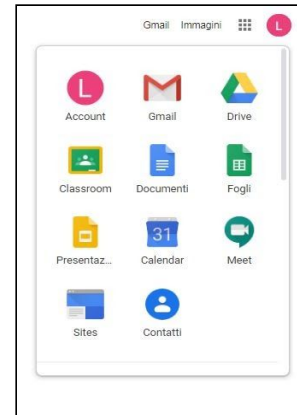 Gmail Immagini L
L
Account Gmail Drive
Classroom Documenti Fogli
31
Presentaz... Calendar Meet
Sites Contatti